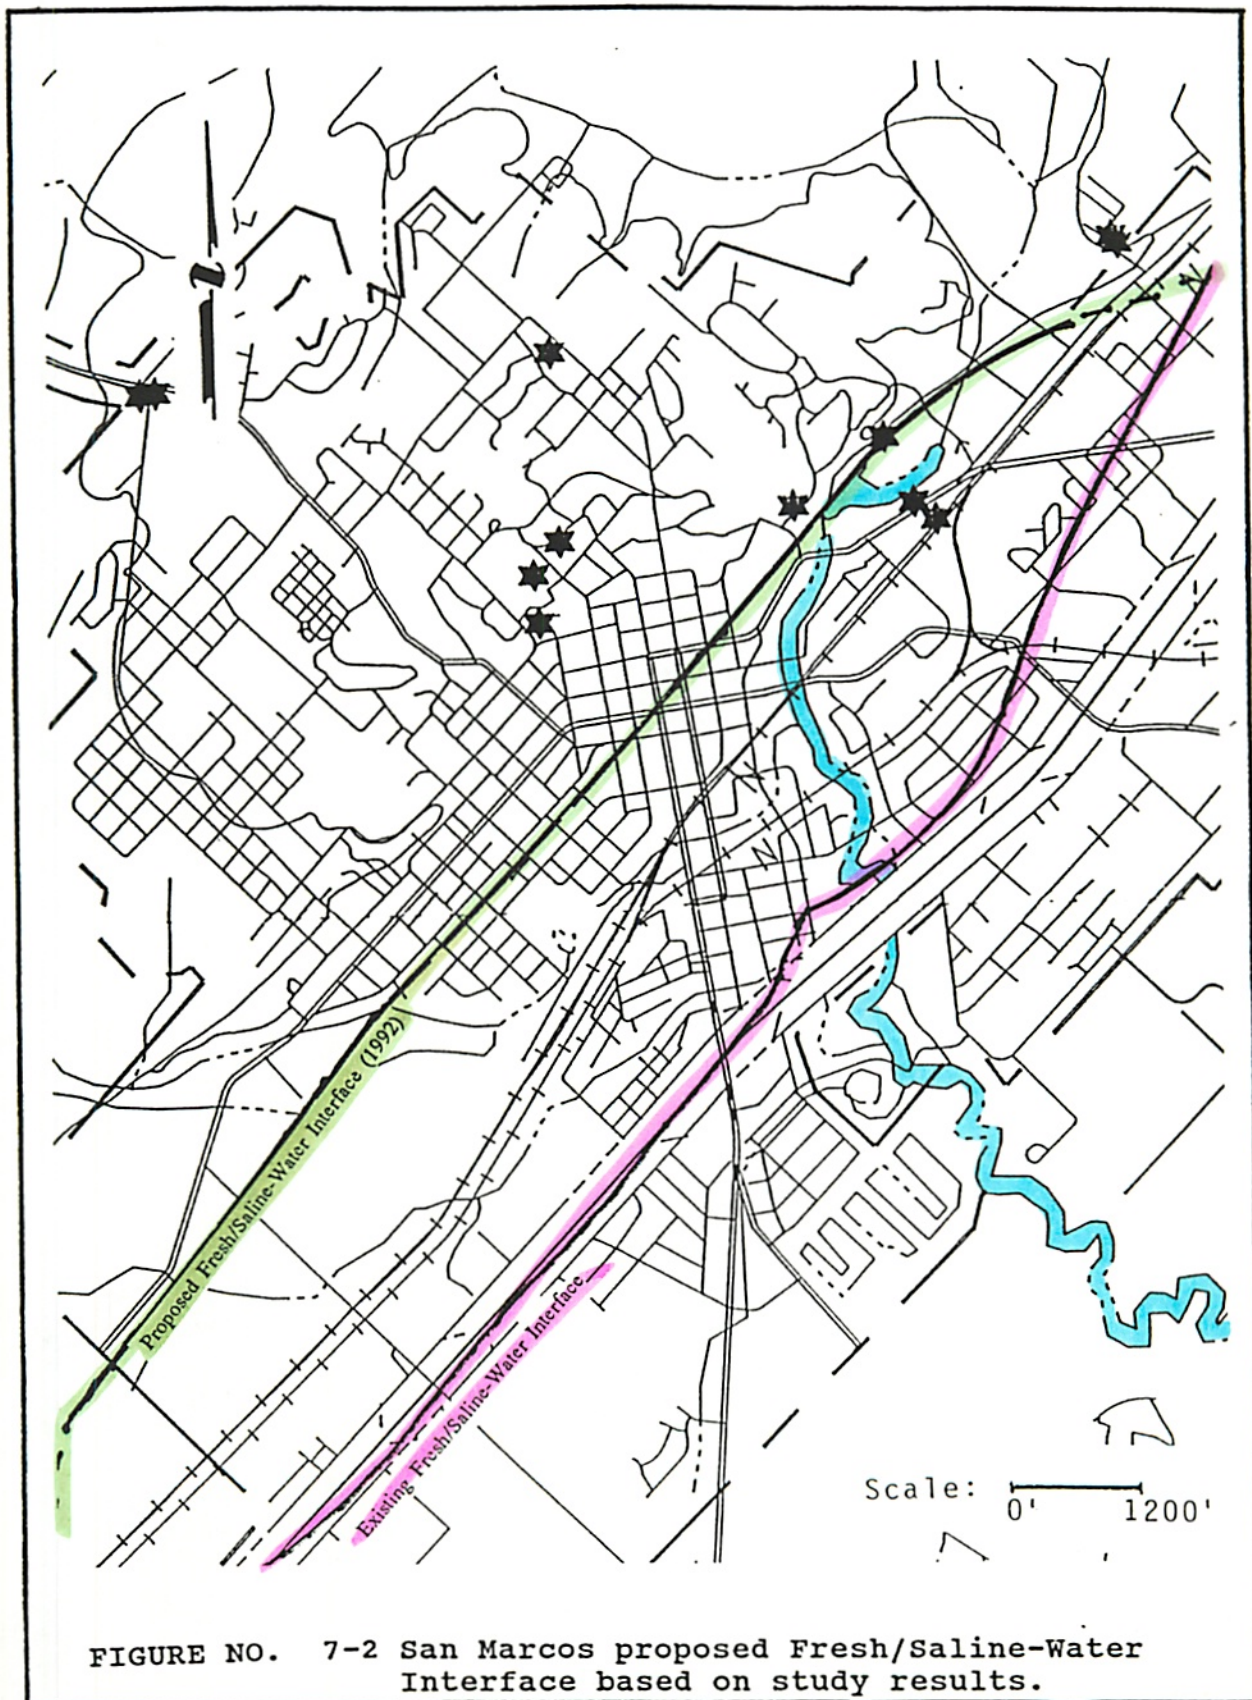 Proposed Fresh/Saline-Water Interface (1992)
Existing Fresh/Saline-Water Interface
Scale:
0' 1200'
FIGURE NO. 7-2 San Marcos proposed Fresh/Saline-Water
Interface based on study results.